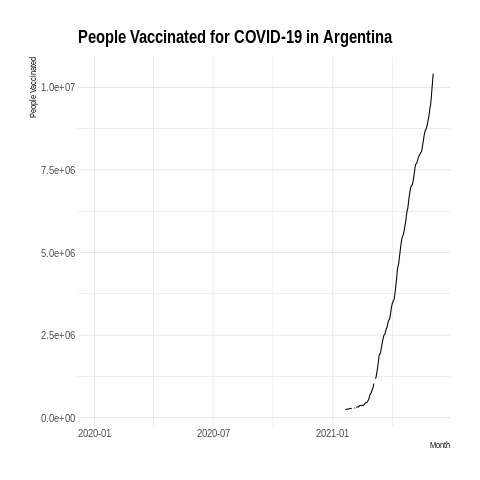 People Vaccinated for COVID-19 in Argentina
People Vaccinated
1.0e+07
7.5e+06
5.0e+06
2.5e+06
0.0e+00
2020-01
2020-07
2021-01
Month